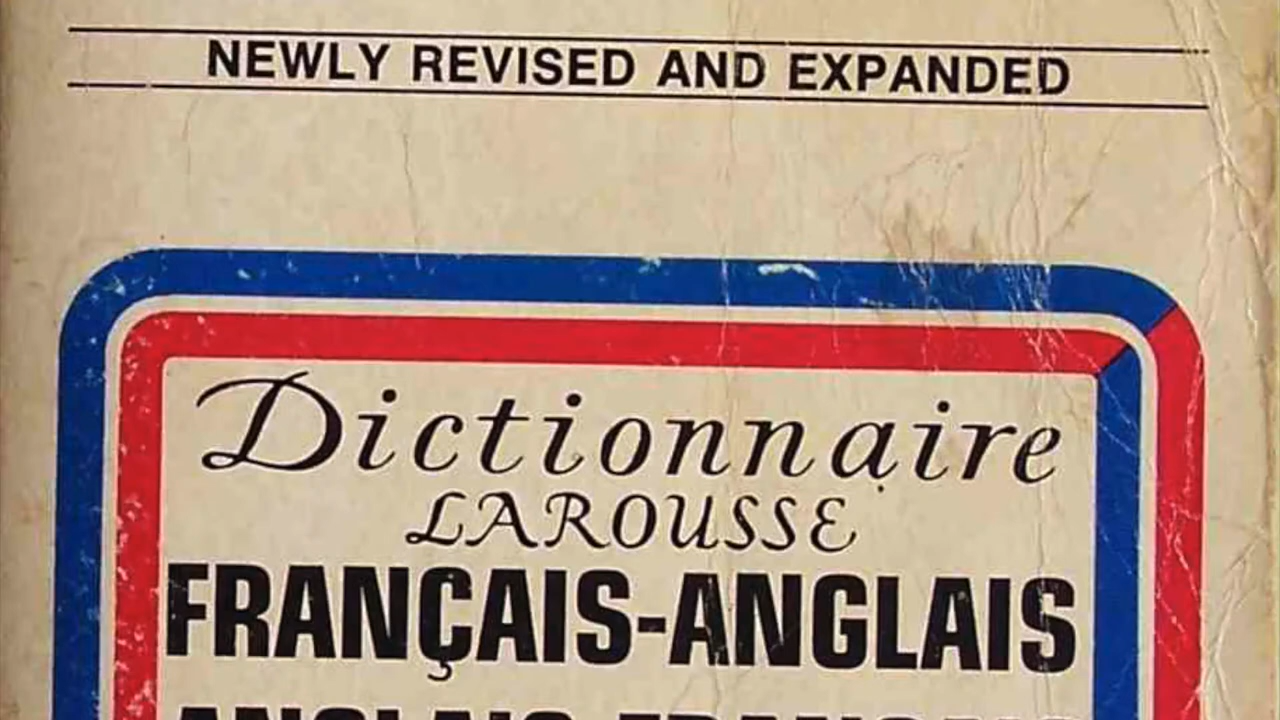 NEWLY REVISED AND EXPANDED
Dictionnaire
LAROUSSE
FRANÇAIS-ANGLAIS